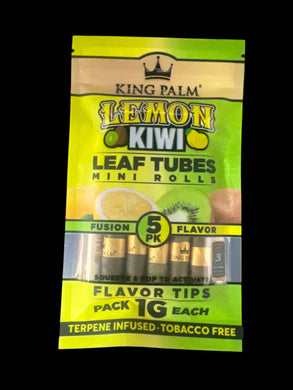 KING PALM®
LEMON
KIWI
LEAF TUBES
MINI ROLLS
FUSION 5 PK FLAVOR
SQUEEZE & POP TO ACTIVATE
FLAVOR TIPS
PACK 1G EACH
TERPENE INFUSED • TOBACCO FREE